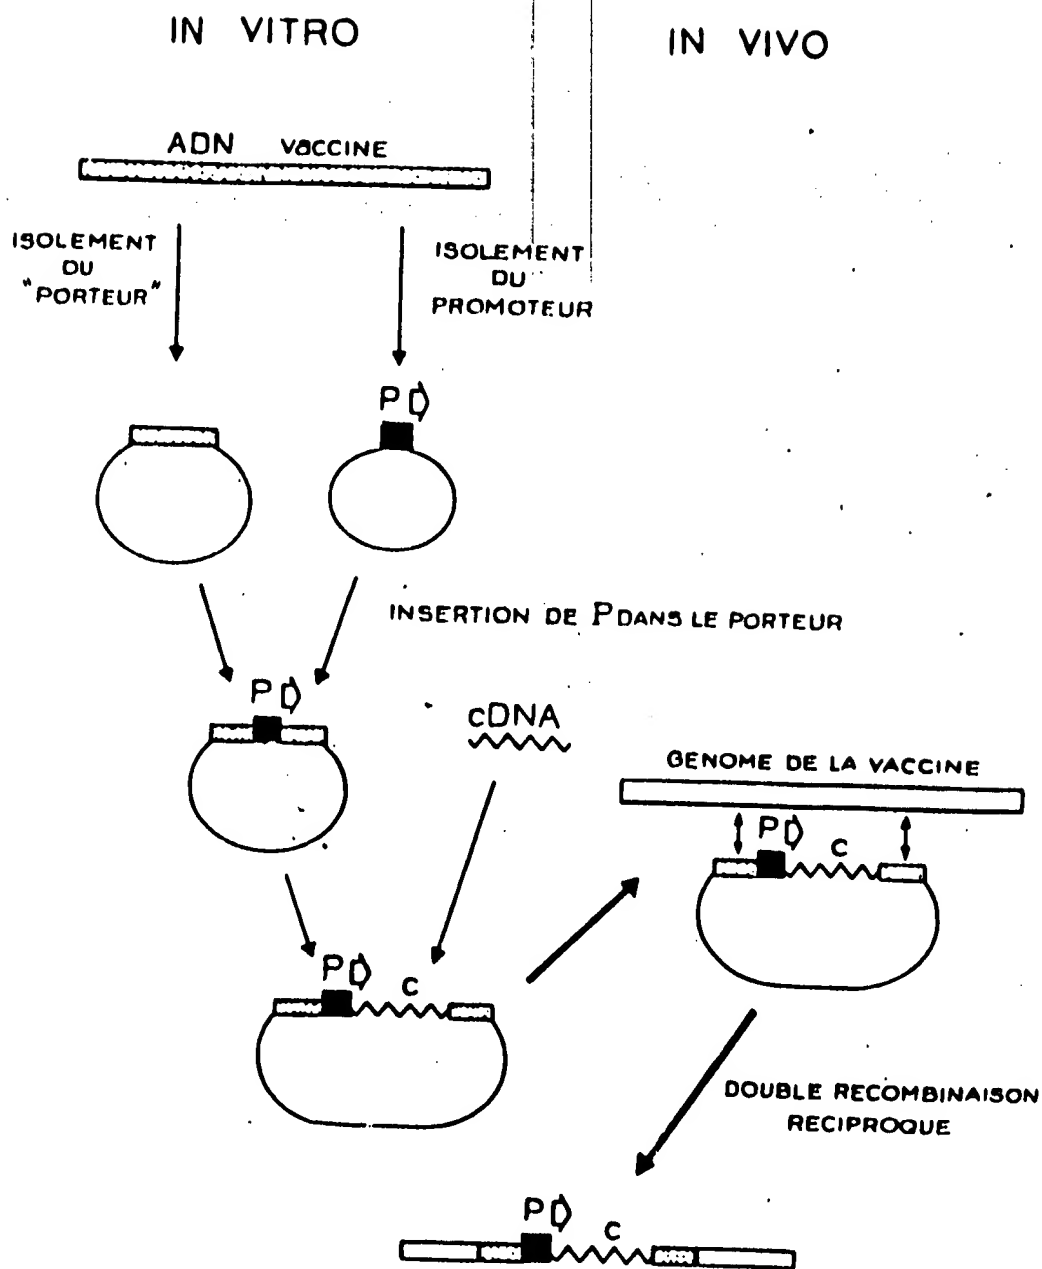 IN VITRO
IN VIVO
ADN VACCINE
ISOLEMENT
DU
"PORTEUR"
ISOLEMENT
DU
PROMOTEUR
P
INSERTION DE P DANS LE PORTEUR
P
cDNA
GENOME DE LA VACCINE
P
C
P
C
DOUBLE RECOMBINAISON
RECIPROQUE
P
C